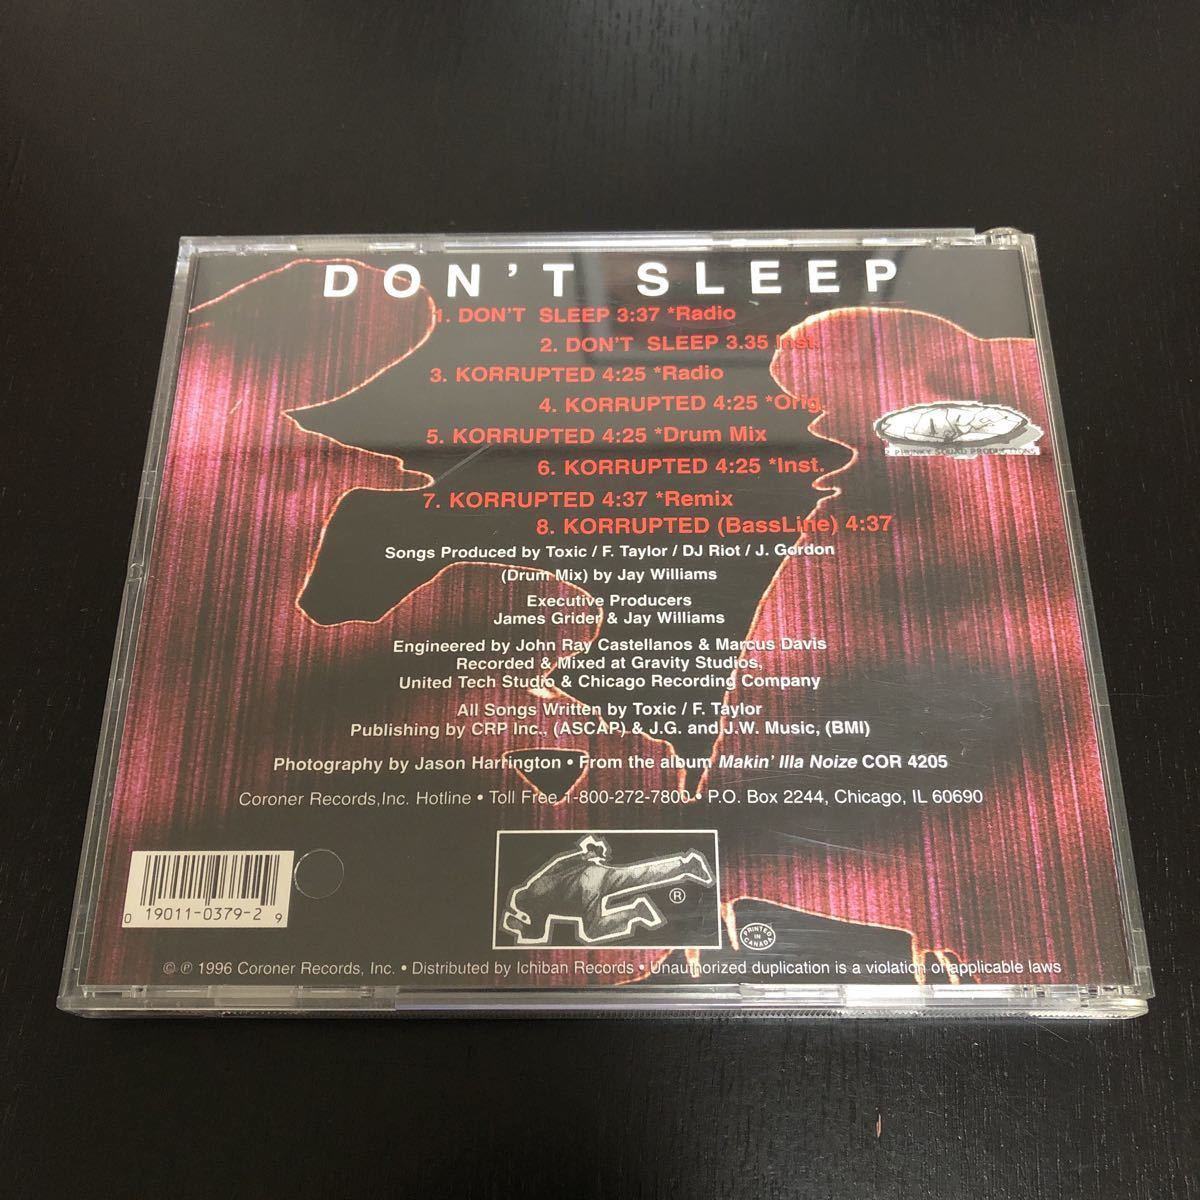 DON'T SLEEP
1. DON'T SLEEP 3:37 *Radio
2. DON'T SLEEP 3.35 Inst.
3. KORRUPTED 4:25 *Radio
4. KORRUPTED 4:25 *Orig.
5. KORRUPTED 4:25 *Drum Mix
6. KORRUPTED 4:25 *Inst.
7. KORRUPTED 4:37 *Remix
8. KORRUPTED (BassLine) 4:37
PHUNKY SQUAD PRODUCTIONS
Songs Produced by Toxic / F. Taylor / DJ Riot / J. Gordon
(Drum Mix) by Jay Williams
Executive Producers
James Grider & Jay Williams
Engineered by John Ray Castellanos & Marcus Davis
Recorded & Mixed at Gravity Studios,
United Tech Studio & Chicago Recording Company
All Songs Written by Toxic / F. Taylor
Publishing by CRP Inc., (ASCAP) & J.G. and J.W. Music, (BMI)
Photography by Jason Harrington • From the album Makin' Illa Noize COR 4205
Coroner Records,Inc. Hotline • Toll Free 1-800-272-7800 • P.O. Box 2244, Chicago, IL 60690
0 19011-0379-2 9
®
PRINTED
IN
CANADA
© ℗ 1996 Coroner Records, Inc. • Distributed by Ichiban Records • Unauthorized duplication is a violation of applicable laws